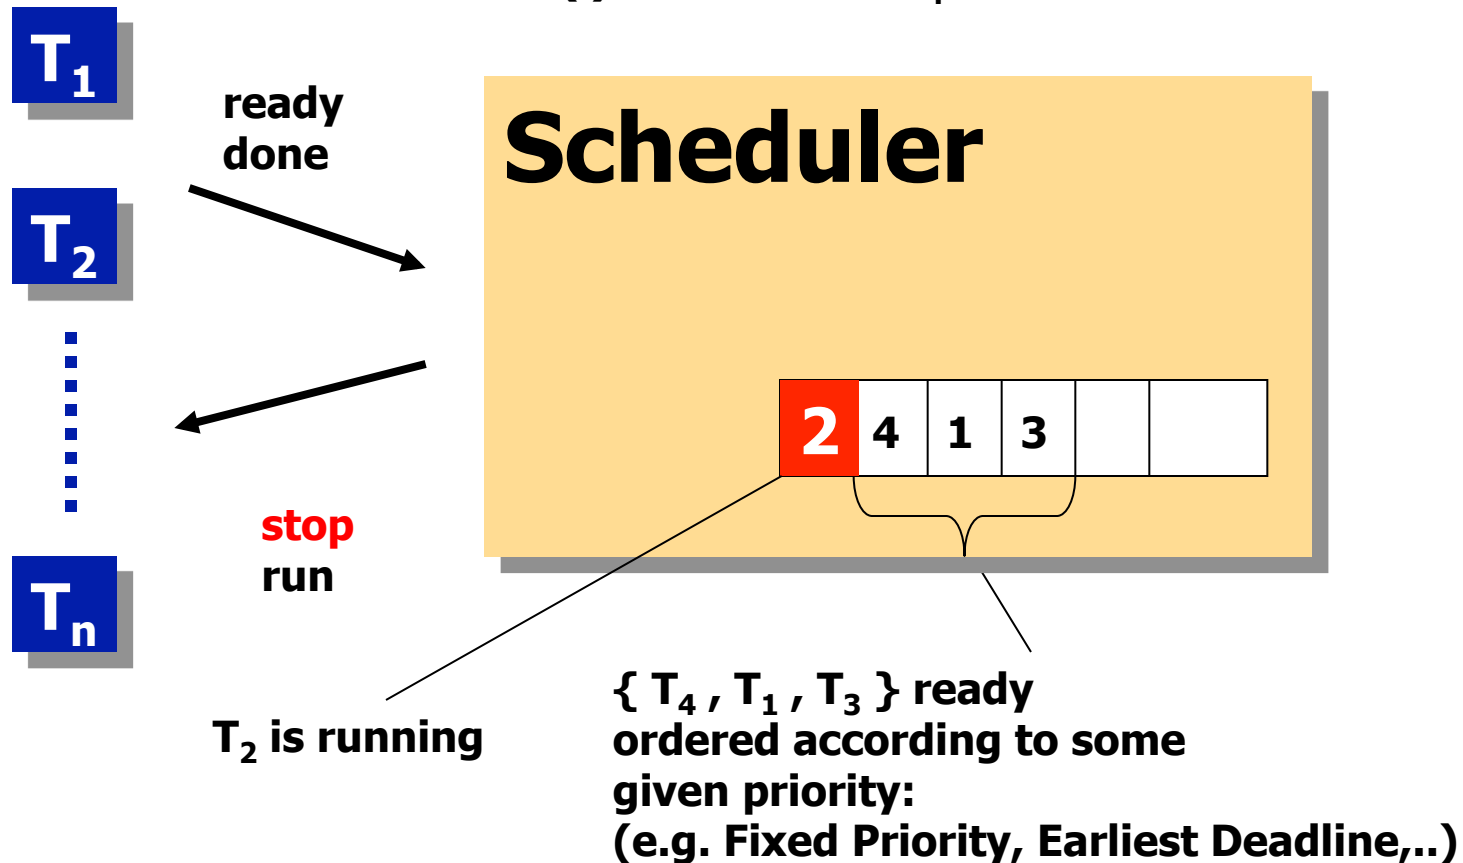 T1
ready
done
Scheduler
T2
2 4 1 3
stop
run
Tn
T2 is running
{ T4 , T1 , T3 } ready
ordered according to some
given priority:
(e.g. Fixed Priority, Earliest Deadline,..)